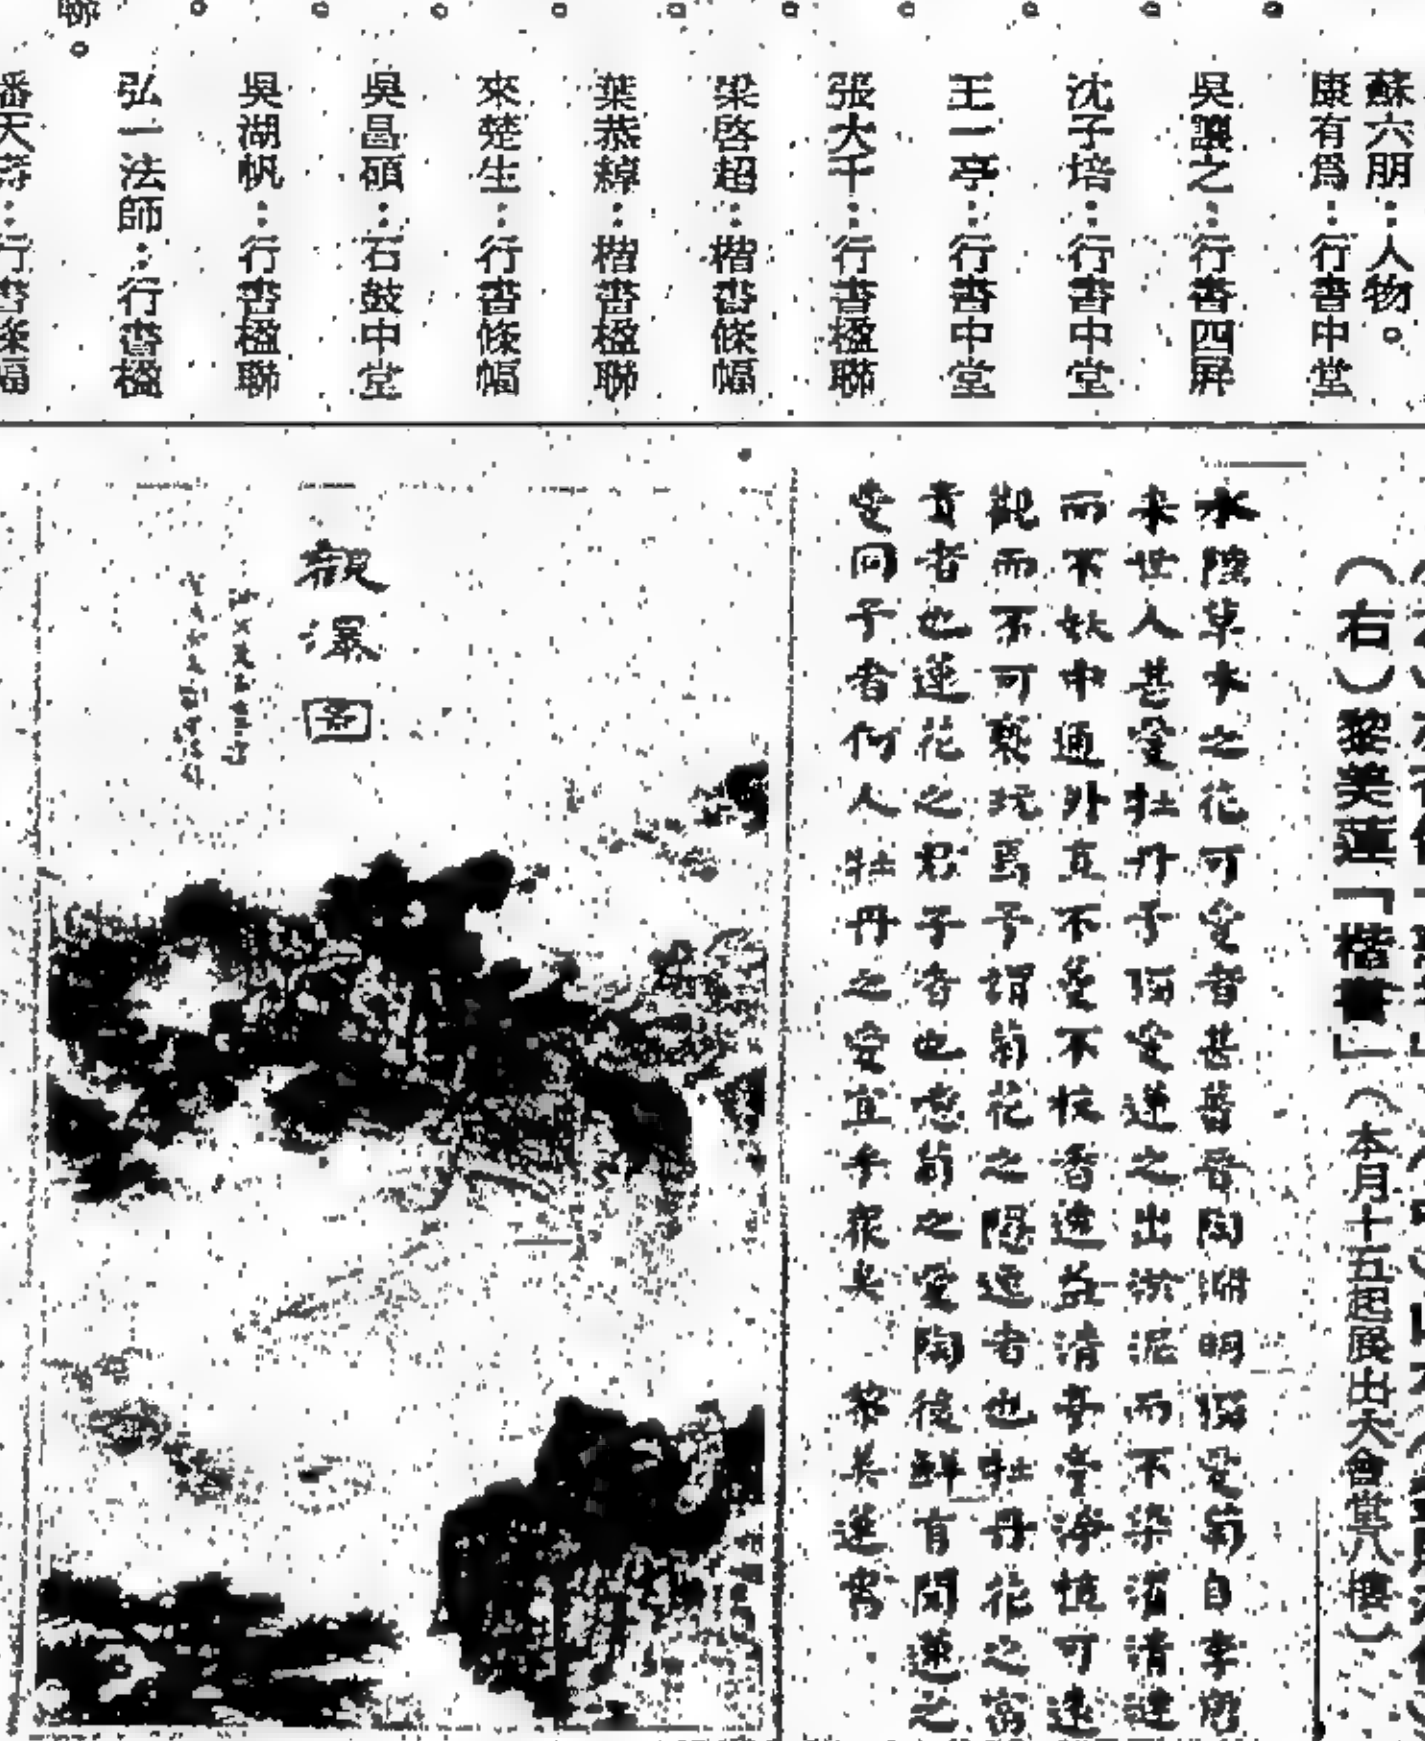 蘇六朋：人物。
康有爲：行書中堂
吳讓之：行書四屏
沈子培：行書中堂
王一亭：行書中堂
張大千：行書楹聯
梁啓超：楷書條幅
葉恭綽：楷書楹聯
來楚生：行書條幅
吳昌碩：石鼓中堂
吳湖帆：行書楹聯
弘一法師：行書楹
聯。
潘天蒋：行書條幅
（右）黎美蓮「楷書」（本月十五起展出大會堂八樓）
水陸草木之花可愛者甚蕃晉陶淵明獨愛菊自李唐
来世人甚愛牡丹予獨愛蓮之出淤泥而不染濯清漣
而不妖中通外直不蔓不枝香遠益清亭亭淨植可遠
觀而不可褻玩焉予謂菊花之隱逸者也牡丹花之富
貴者也蓮花之君子者也噫菊之愛陶後鮮有聞蓮之
愛同予者何人牡丹之愛宜乎衆矣 黎美蓮書
觀瀑圖